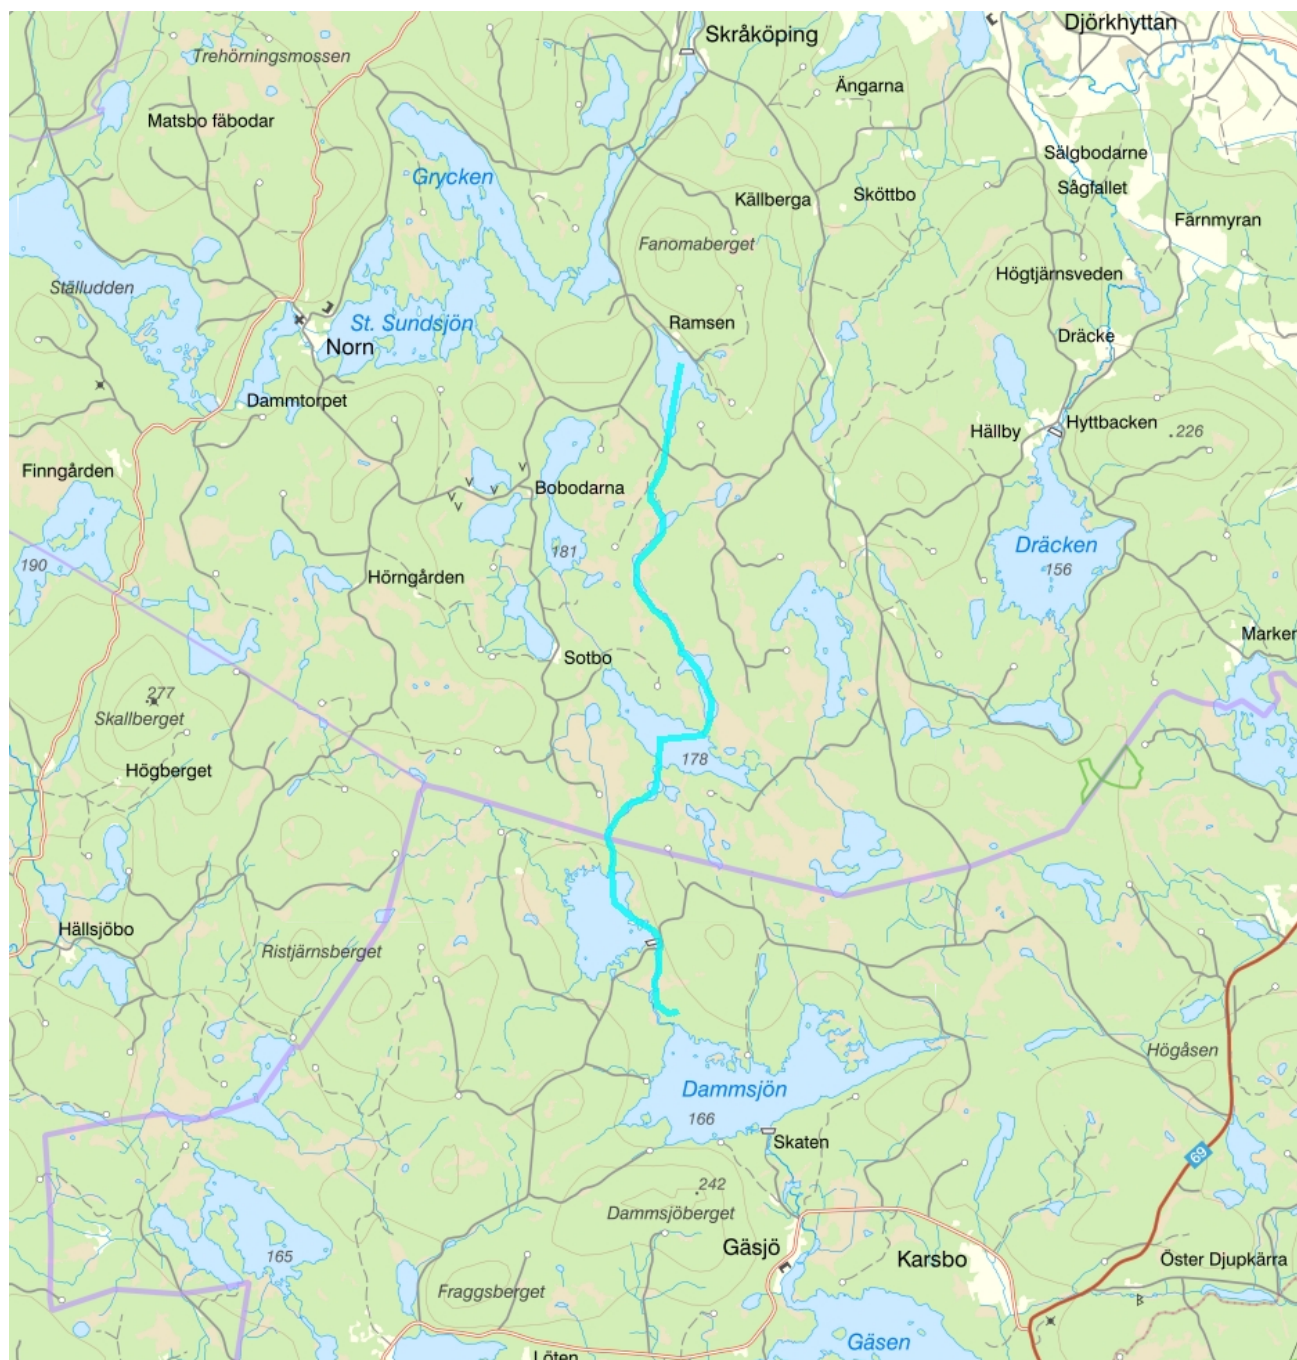 Skråköping
Djörkhyttan
Trehörningsmossen
Ängarna
Matsbo fäbodar
Sälgbodarne
Grycken
Sågfallet
Källberga
Sköttbo
Färnmyran
Fanomaberget
Högtjärnsveden
Ställudden
St. Sundsjön
Ramsen
Dräcke
Norn
Dammtorpet
Hällby
Hyttbacken
226
Finngården
Bobodarna
Dräcken
181
190
156
Hörngården
Marker
Sotbo
277
Skallberget
178
Högberget
Hällsjöbo
Ristjärnsberget
Högåsen
Dammsjön
166
Skaten
69
242
Dammsjöberget
Gäsjö
165
Karsbo
Öster Djupkärra
Fraggsberget
Gäsen
Löten